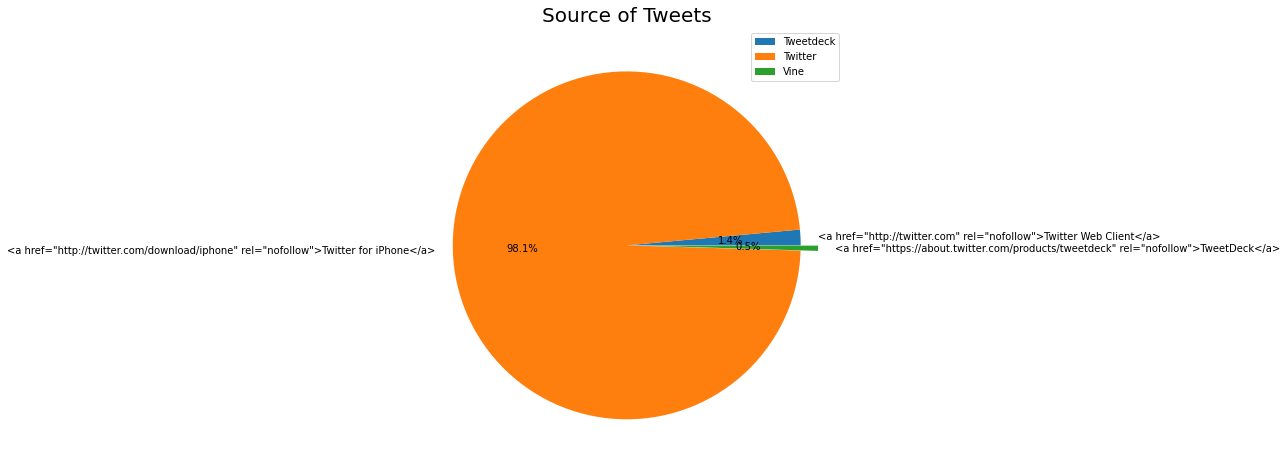 Source of Tweets
Tweetdeck
Twitter
Vine
<a href="http://twitter.com" rel="nofollow">Twitter Web Client</a>
1.4%
0.5%
<a href="https://about.twitter.com/products/tweetdeck" rel="nofollow">TweetDeck</a>
<a href="http://twitter.com/download/iphone" rel="nofollow">Twitter for iPhone</a>
98.1%